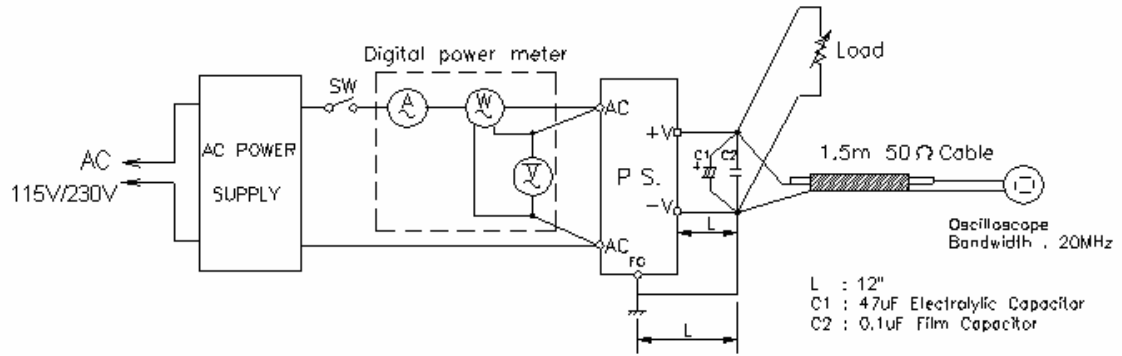 Digital power meter
SW
A
W
V
AC POWER
SUPPLY
AC
115V/230V
AC
AC
P S.
+V
-V
FG
C1
+
C2
L
L
Load
1.5m 50Ω Cable
Oscilloscope
Bandwidth . 20MHz
L : 12"
C1 : 47uF Electralylic Capacitor
C2 : 0.1uF Film Capacitor